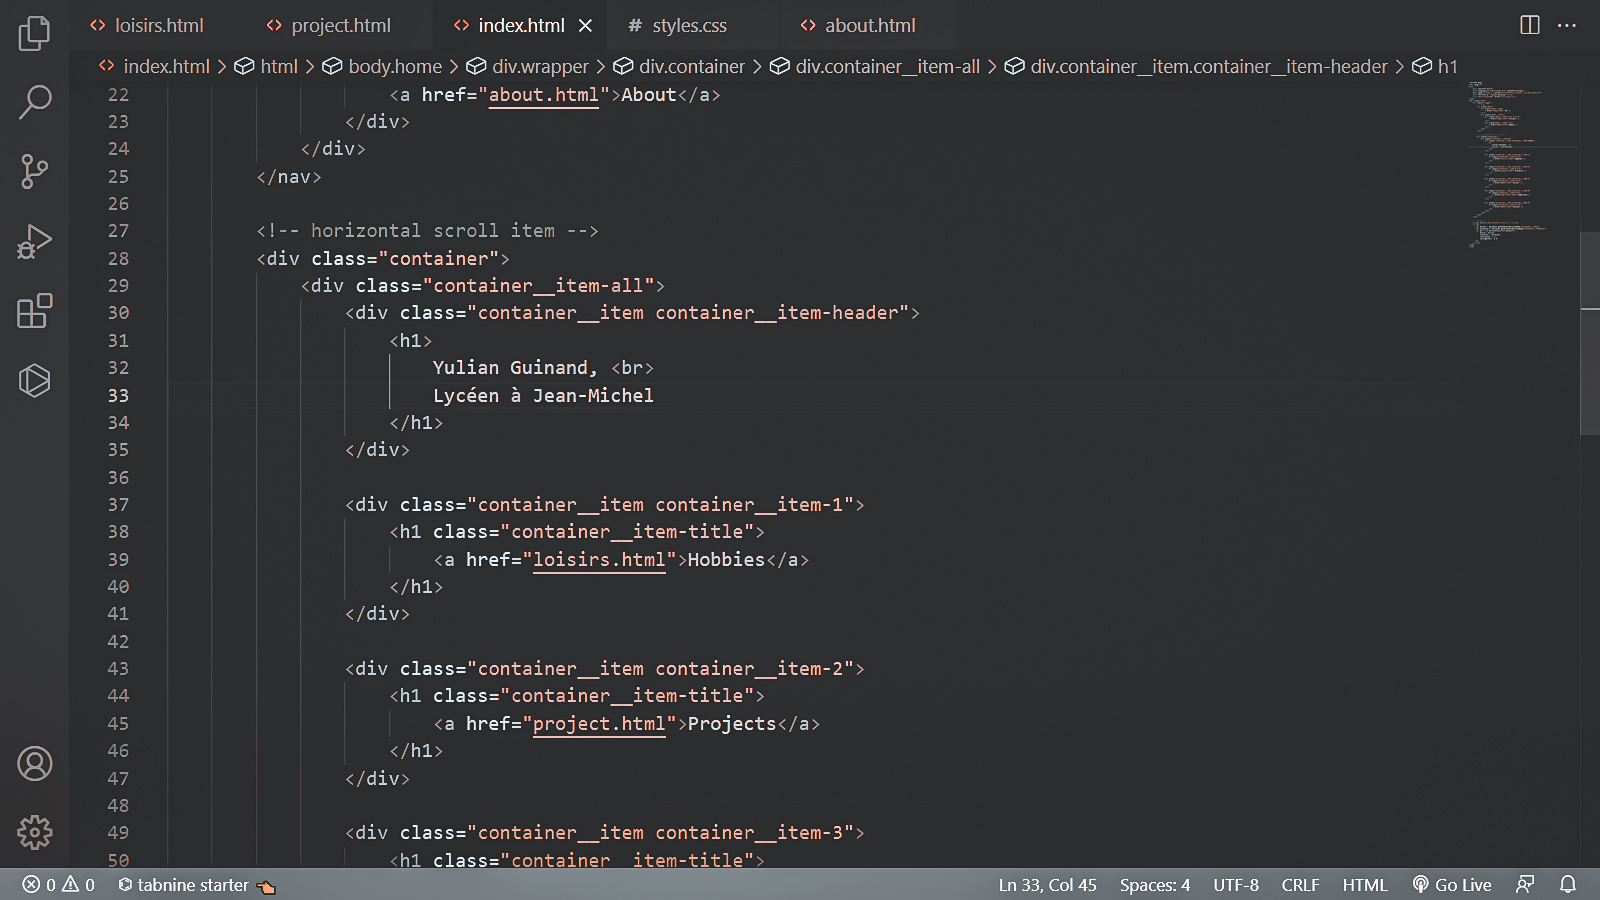 loisirs.html project.html index.html # styles.css about.html
index.html html body.home div.wrapper div.container div.container__item-all div.container__item.container__item-header h1
22 <a href="about.html">About</a>
23 </div>
24 </div>
25 </nav>
26
27 <!-- horizontal scroll item -->
28 <div class="container">
29 <div class="container__item-all">
30 <div class="container__item container__item-header">
31 <h1>
32 Yulian Guinand, <br>
33 Lycéen à Jean-Michel
34 </h1>
35 </div>
36
37 <div class="container__item container__item-1">
38 <h1 class="container__item-title">
39 <a href="loisirs.html">Hobbies</a>
40 </h1>
41 </div>
42
43 <div class="container__item container__item-2">
44 <h1 class="container__item-title">
45 <a href="project.html">Projects</a>
46 </h1>
47 </div>
48
49 <div class="container__item container__item-3">
50 <h1 class="container__item-title">
0 0 tabnine starter Ln 33, Col 45 Spaces: 4 UTF-8 CRLF HTML Go Live